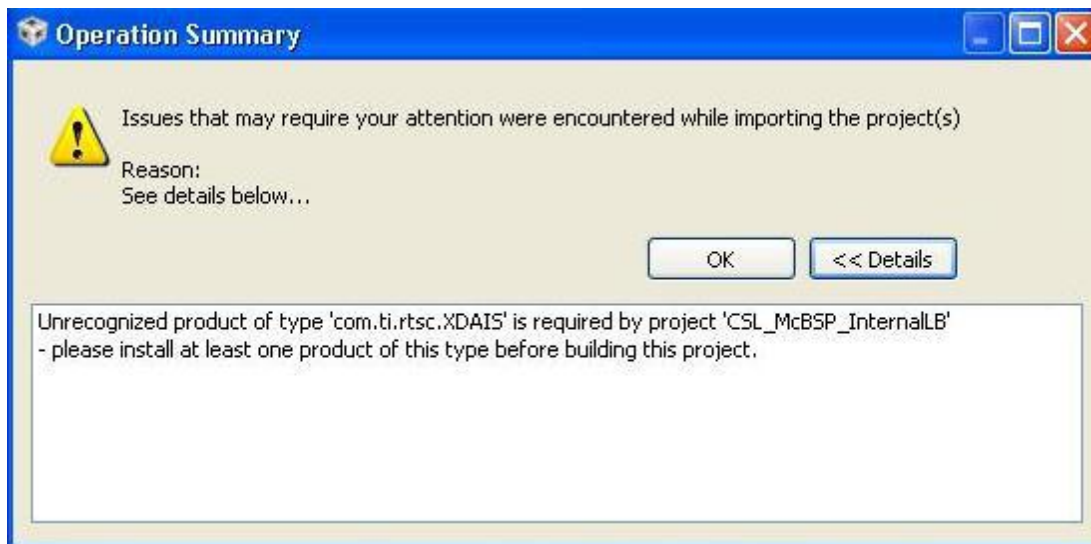 Operation Summary
Issues that may require your attention were encountered while importing the project(s)
Reason:
See details below...
OK
<< Details
Unrecognized product of type 'com.ti.rtsc.XDAIS' is required by project 'CSL_McBSP_InternalLB'
- please install at least one product of this type before building this project.